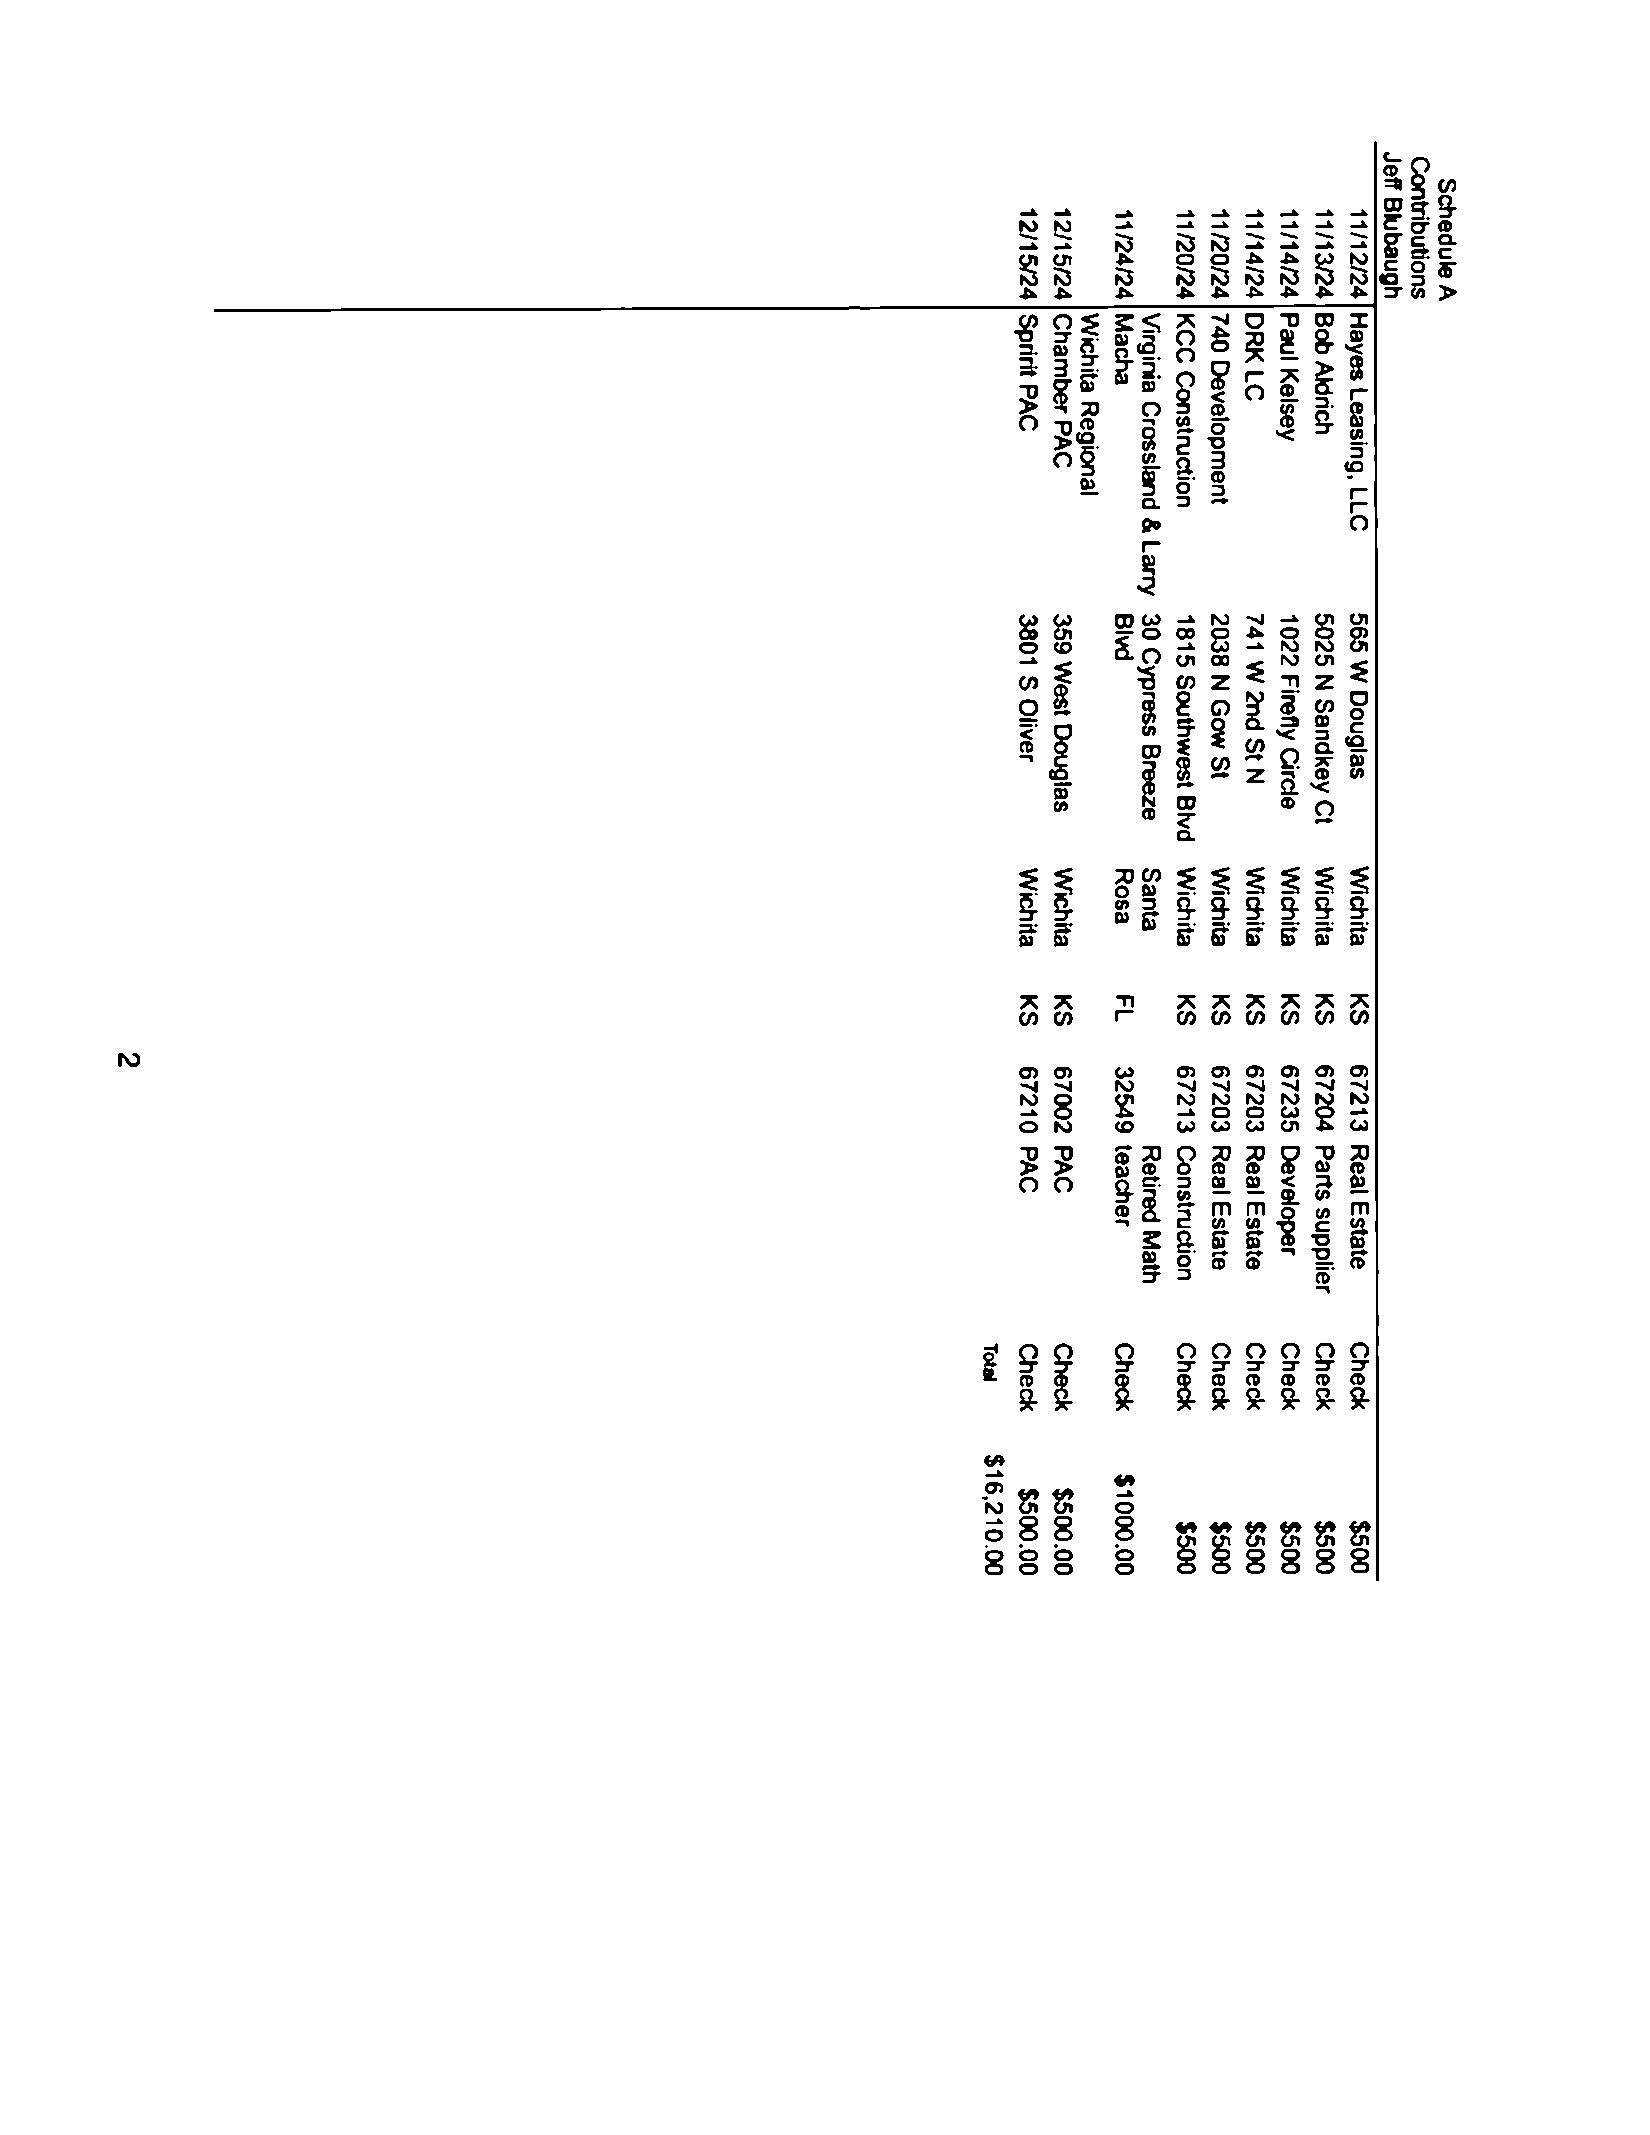 Schedule A
Contributions
Jeff Blubaugh
11/12/24 Hayes Leasing, LLC 565 W Douglas Wichita KS 67213 Real Estate Check $500
11/13/24 Bob Aldrich 5025 N Sandkey Ct Wichita KS 67204 Parts supplier Check $500
11/14/24 Paul Kelsey 1022 Firefly Circle Wichita KS 67235 Developer Check $500
11/14/24 DRK LC 741 W 2nd St N Wichita KS 67203 Real Estate Check $500
11/20/24 740 Development 2038 N Gow St Wichita KS 67203 Real Estate Check $500
11/20/24 KCC Construction 1815 Southwest Blvd Wichita KS 67213 Construction Check $500
Virginia Crossland & Larry 30 Cypress Breeze Santa Retired Math
11/24/24 Macha Blvd Rosa FL 32549 teacher Check $1000.00
Wichita Regional
12/15/24 Chamber PAC 359 West Douglas Wichita KS 67002 PAC Check $500.00
12/15/24 Spririt PAC 3801 S Oliver Wichita KS 67210 PAC Check $500.00
Total $16,210.00
2